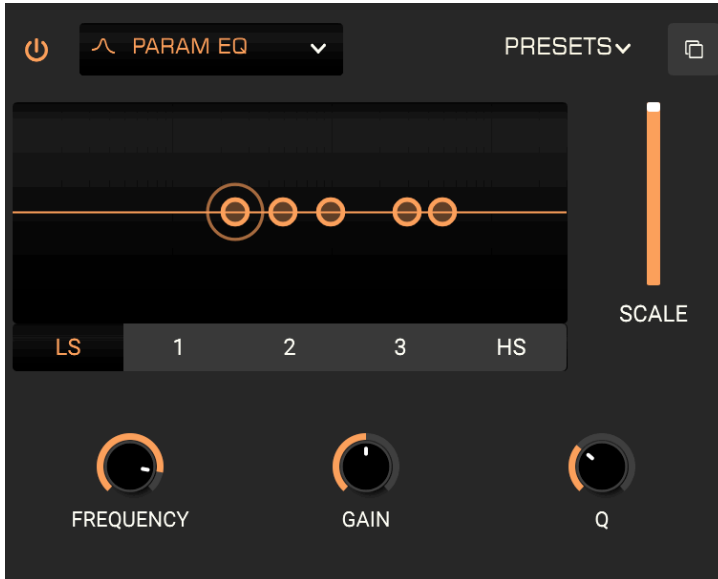 PARAM EQ
PRESETS
SCALE
LS 1 2 3 HS
FREQUENCY GAIN Q